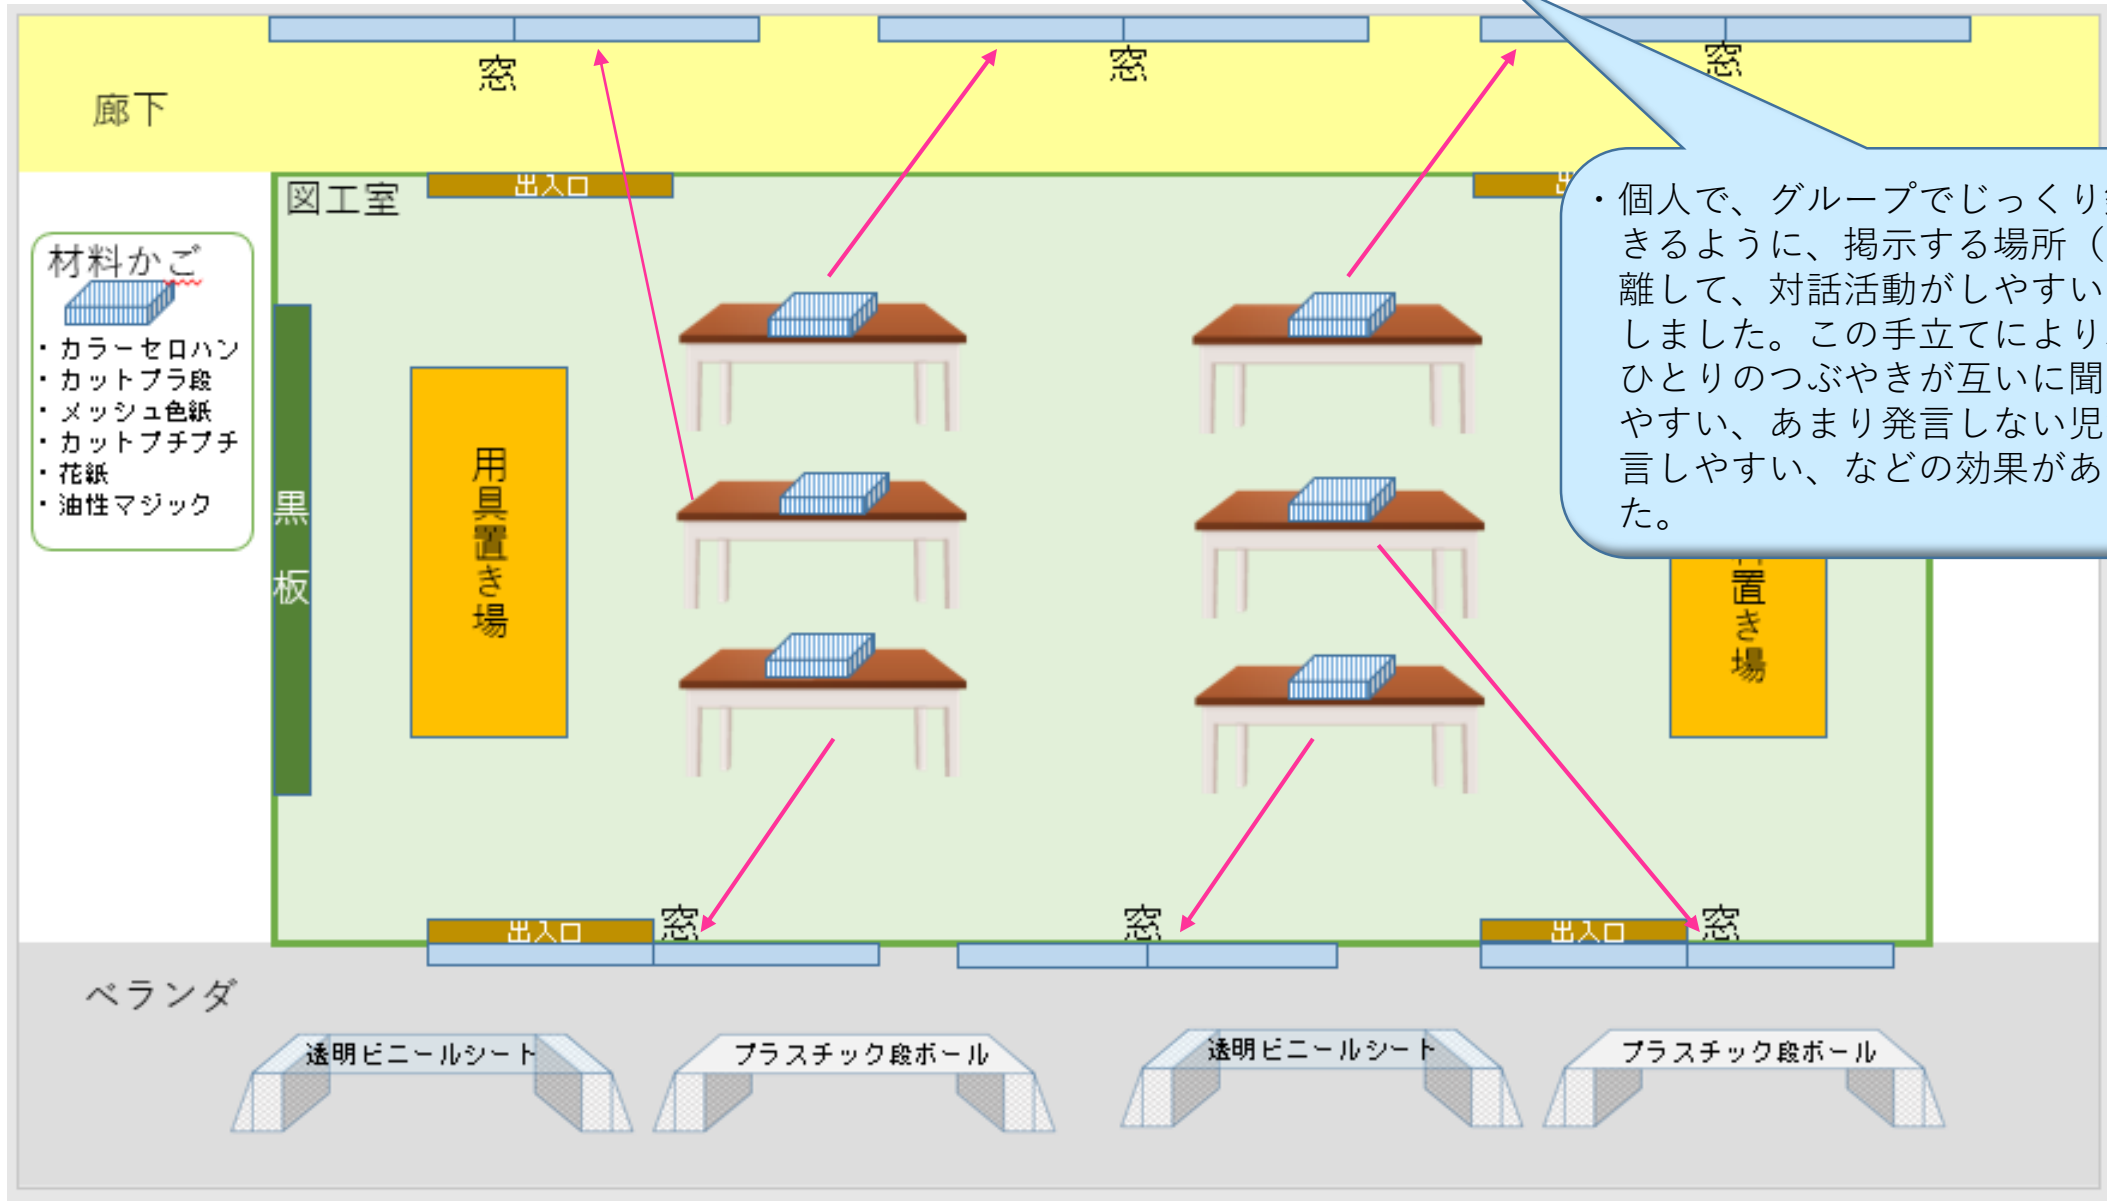 窓
窓
窓
廊下
図工室
出入口
材料かご
・カラーセロハン
・カットプラ段
・メッシュ色紙
・カットプチプチ
・花紙
・油性マジック
黒板
用具置き場
・個人で、グループでじっくり
きるように、掲示する場所（
離して、対話活動がしやすい
しました。この手立てにより
ひとりのつぶやきが互いに聞
やすい、あまり発言しない児
言しやすい、などの効果があ
た。
置き場
出入口
窓
窓
出入口
窓
ベランダ
透明ビニールシート
プラスチック段ボール
透明ビニールシート
プラスチック段ボール